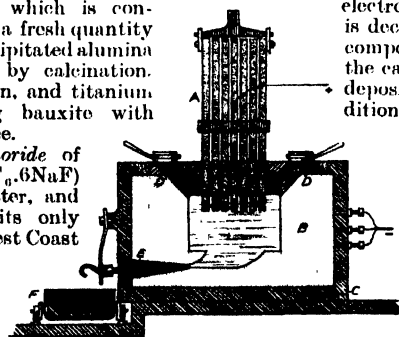 which is con-
a fresh quantity
ipitated alumina
by calcination.
n, and titanium
g bauxite with
e.
oride of
.6NaF)
ter, and
its only
est Coast
electro
is dec
compo
the ca
depos
dition
A
+
D
D
B
E
F
C